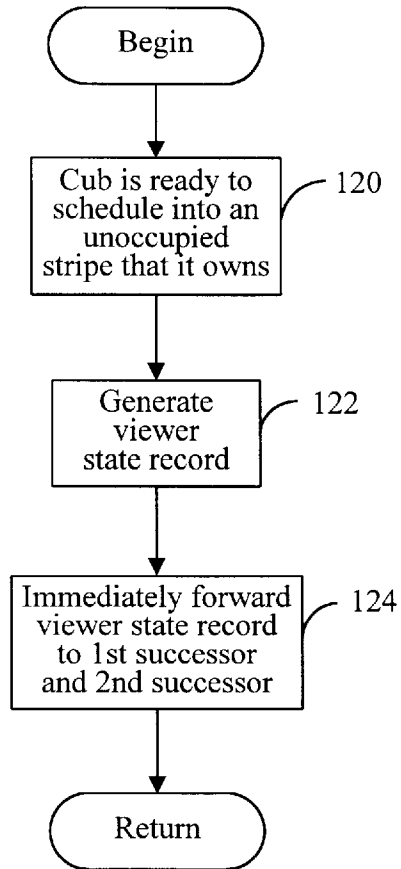 Begin
Cub is ready to
schedule into an
unoccupied
stripe that it owns
120
Generate
viewer
state record
122
Immediately forward
viewer state record
to 1st successor
and 2nd successor
124
Return